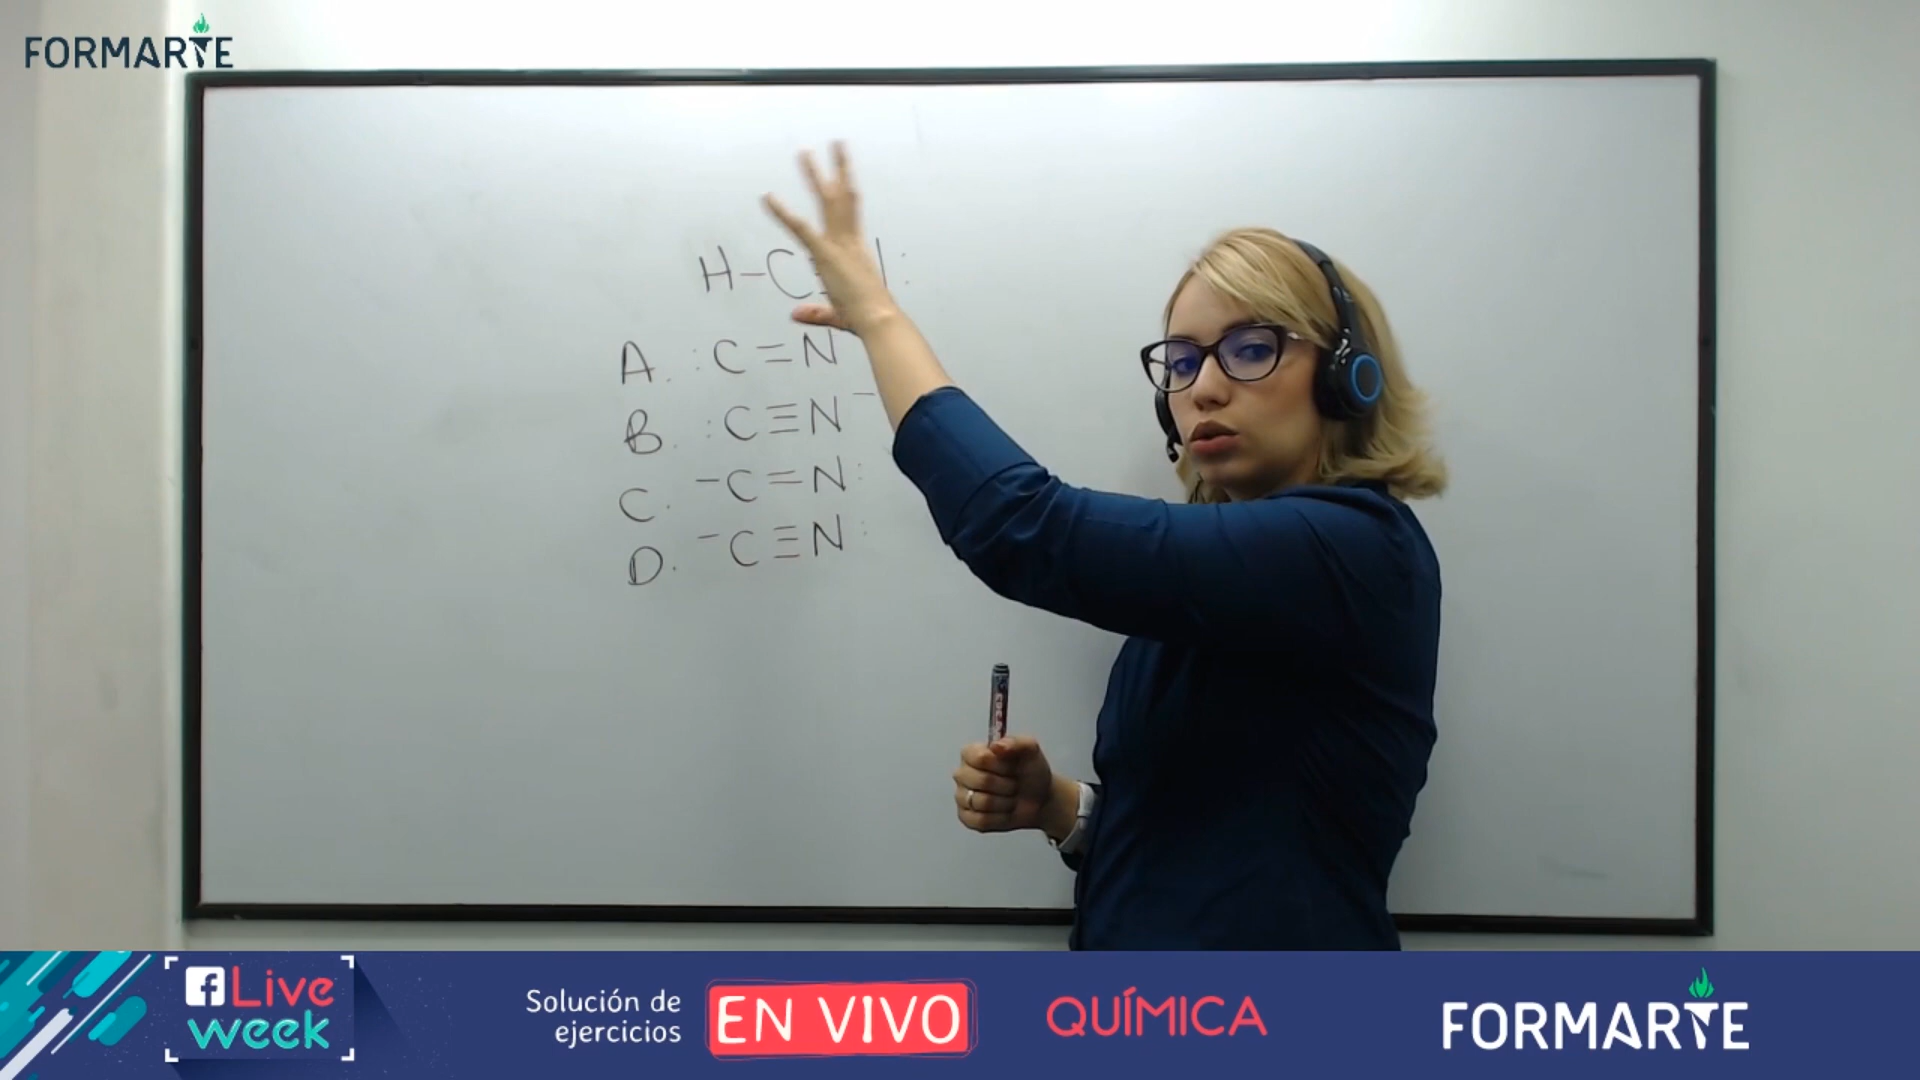 FORMARTE
H-C
A. :C=N
B. :C≡N⁻
C. ⁻C=N:
D. ⁻C≡N:
Live
week
Solución de
ejercicios
EN VIVO
QUÍMICA
FORMARTE